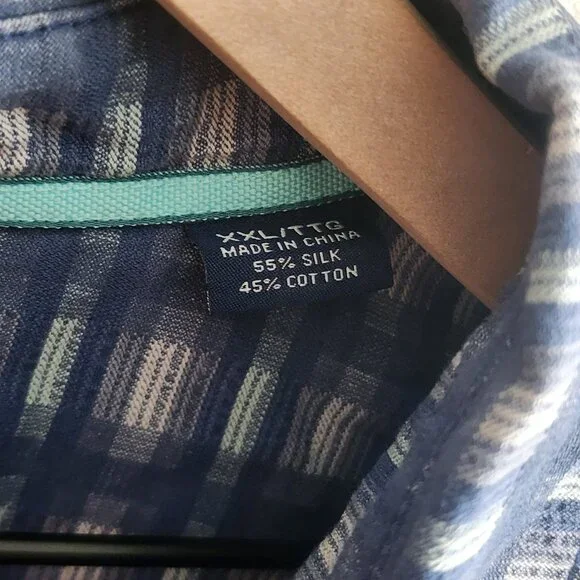 XXL/TTG
MADE IN CHINA
55% SILK
45% COTTON